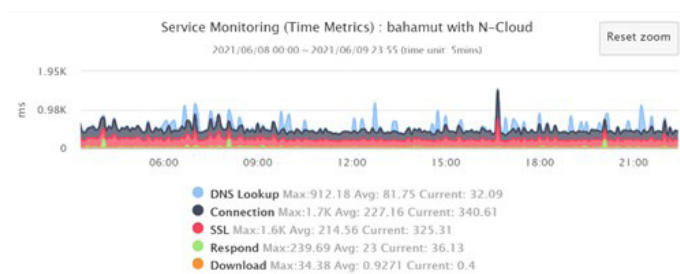 Service Monitoring (Time Metrics) : bahamut with N-Cloud
2021/06/08 00:00 ~ 2021/06/09 23:55 (time unit: 5mins)
Reset zoom
1.95K
0.98K
0
ms
06:00 09:00 12:00 15:00 18:00 21:00
DNS Lookup Max:912.18 Avg: 81.75 Current: 32.09
Connection Max:1.7K Avg: 227.16 Current: 340.61
SSL Max:1.6K Avg: 214.56 Current: 325.31
Respond Max:239.69 Avg: 23 Current: 36.13
Download Max:34.38 Avg: 0.9271 Current: 0.4